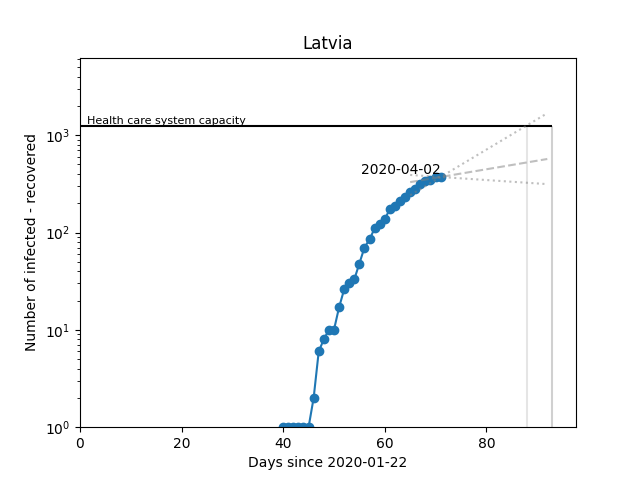 Latvia
Health care system capacity
2020-04-02
Number of infected - recovered
10³
10²
10¹
10⁰
0 20 40 60 80
Days since 2020-01-22